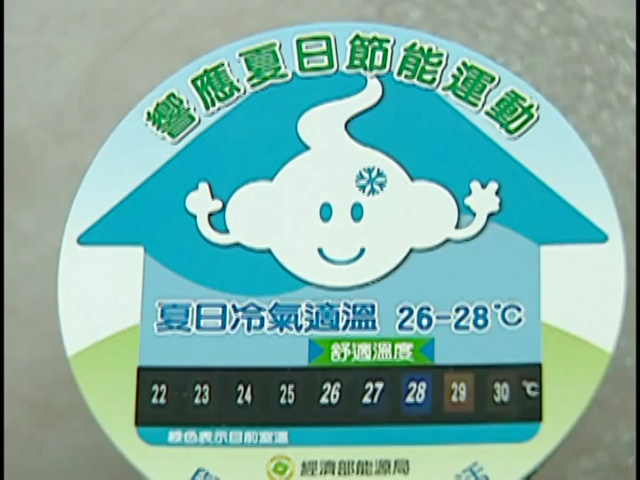 響應夏日節能運動
夏日冷氣適溫 26-28℃
舒適溫度
22 23 24 25 26 27 28 29 30 ℃
綠色表示目前室溫
經濟部能源局